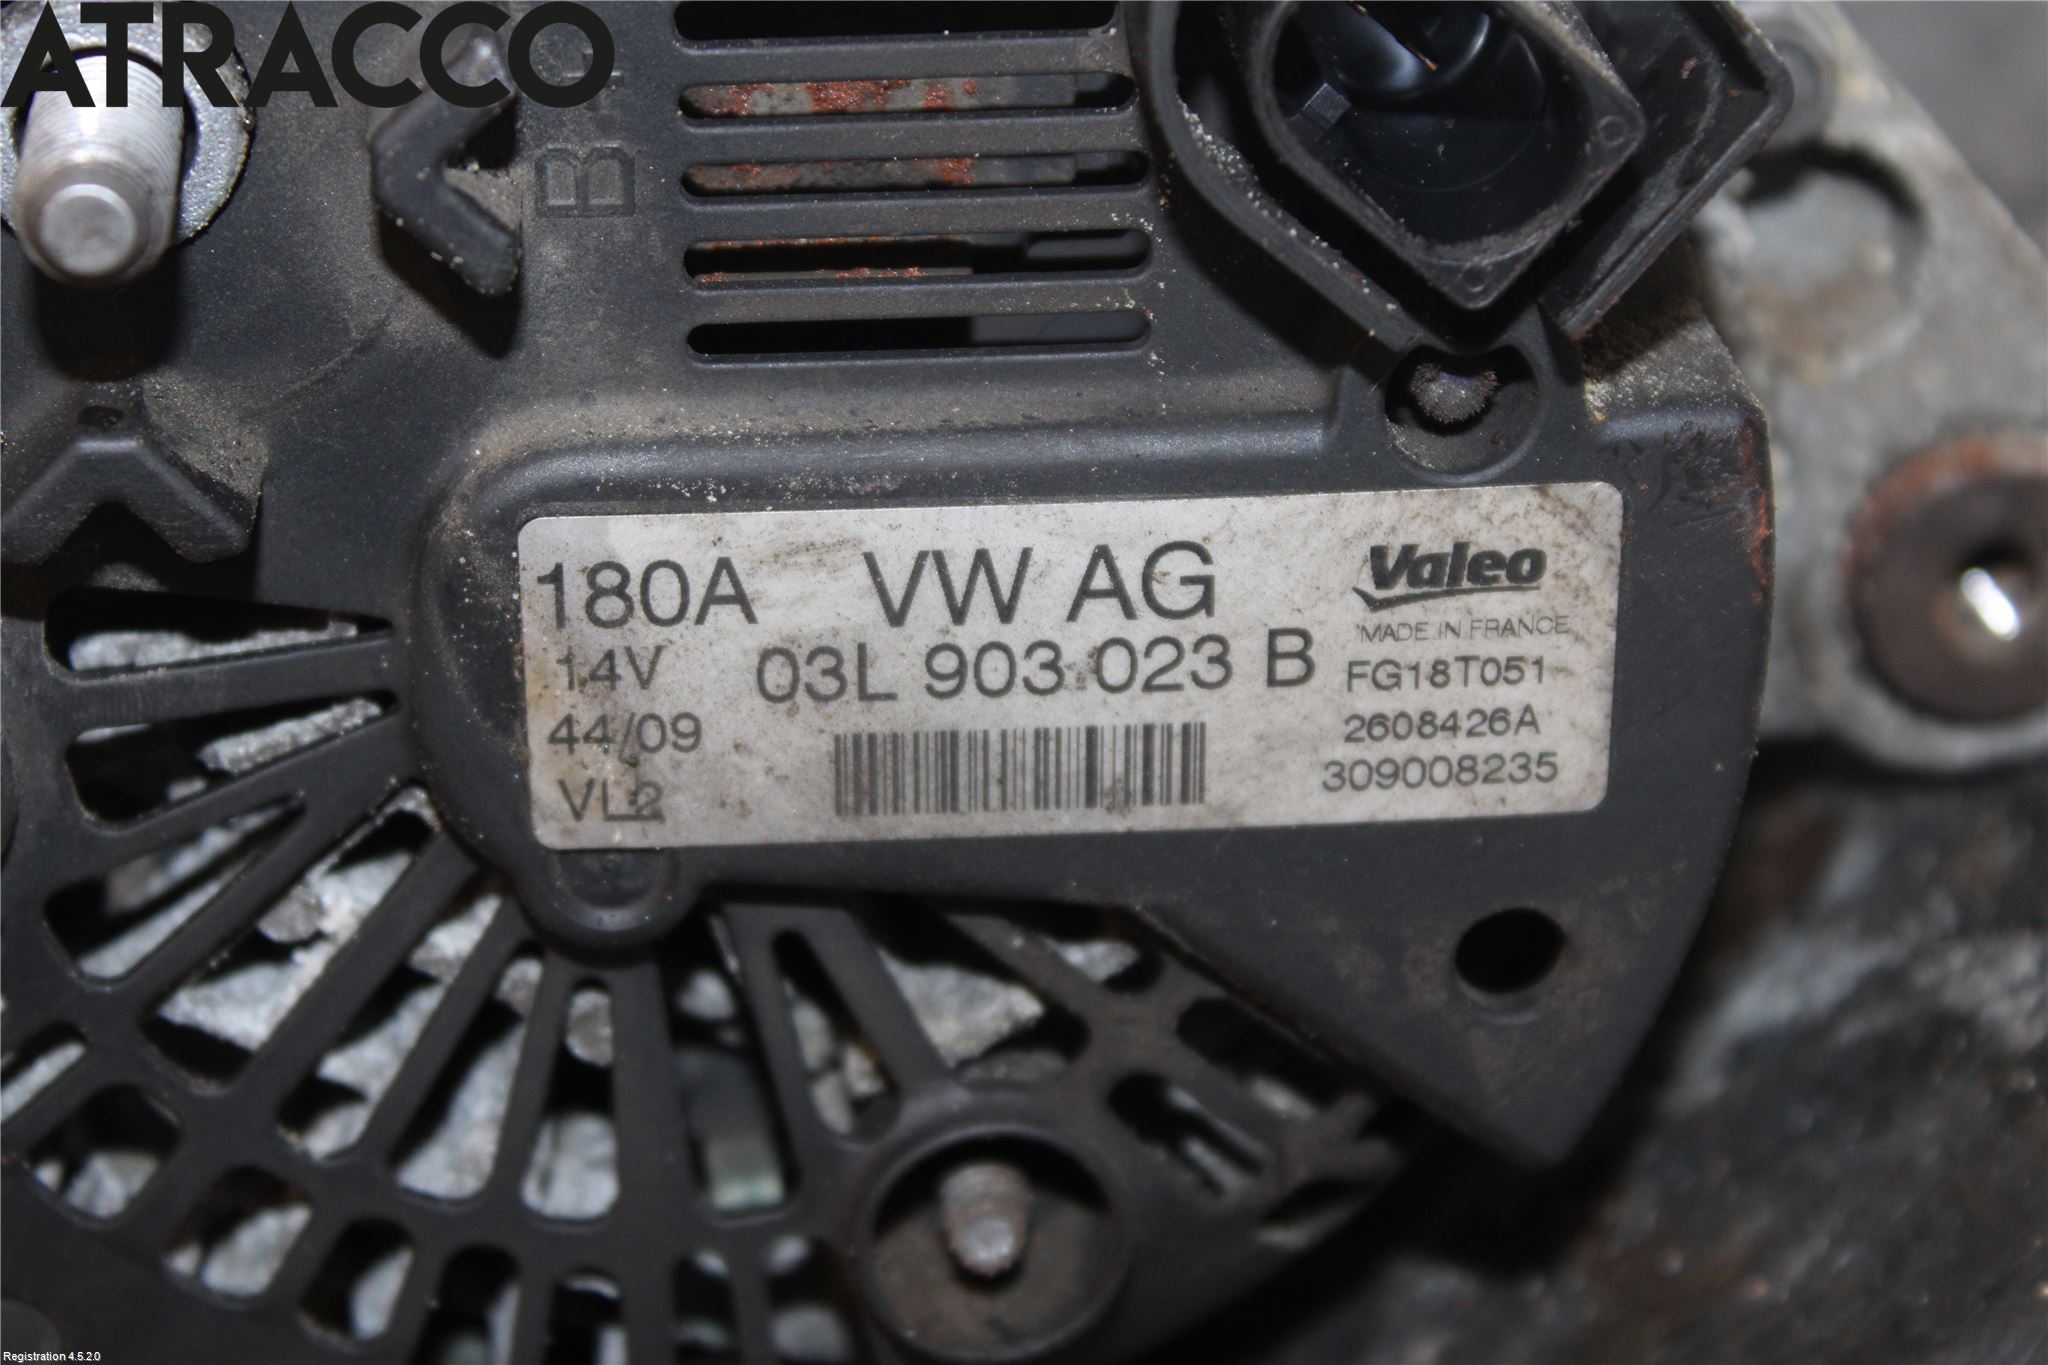 ATRACCO
B+
180A VW AG Valeo
MADE IN FRANCE
14V 03L 903 023 B FG18T051
44/09 2608426A
VL2 309008235
Registration 4.5.2.0